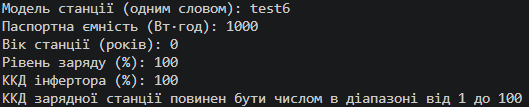 Модель станції (одним словом): test6
Паспортна ємність (Вт·год): 1000
Вік станції (років): 0
Рівень заряду (%): 100
ККД інфертора (%): 100
ККД зарядної станції повинен бути числом в діапазоні від 1 до 100